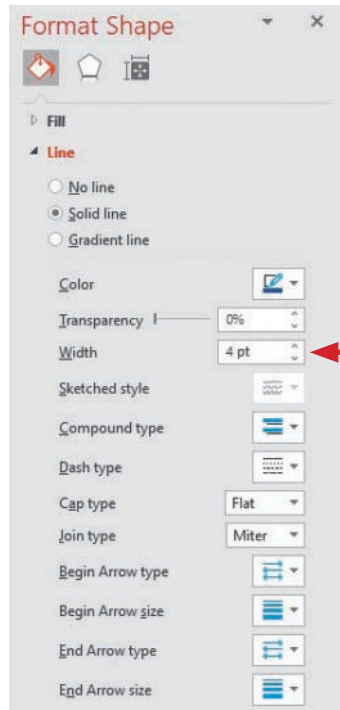 Format Shape
Fill
Line
No line
Solid line
Gradient line
Color
Transparency 0%
Width 4 pt
Sketched style
Compound type
Dash type
Cap type Flat
Join type Miter
Begin Arrow type
Begin Arrow size
End Arrow type
End Arrow size